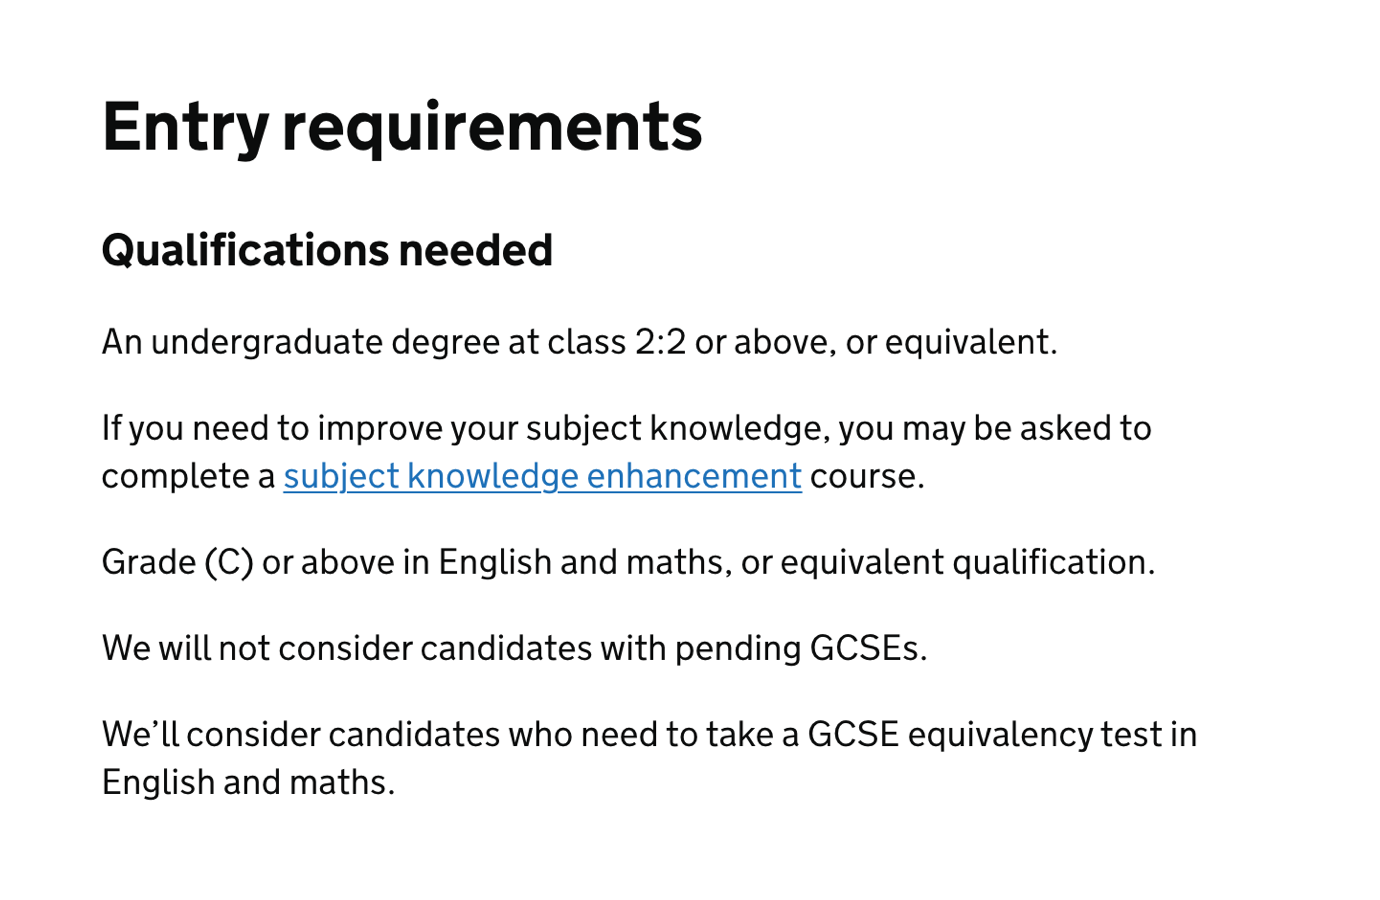 Entry requirements
Qualifications needed
An undergraduate degree at class 2:2 or above, or equivalent.
If you need to improve your subject knowledge, you may be asked to
complete a subject knowledge enhancement course.
Grade (C) or above in English and maths, or equivalent qualification.
We will not consider candidates with pending GCSEs.
We’ll consider candidates who need to take a GCSE equivalency test in
English and maths.